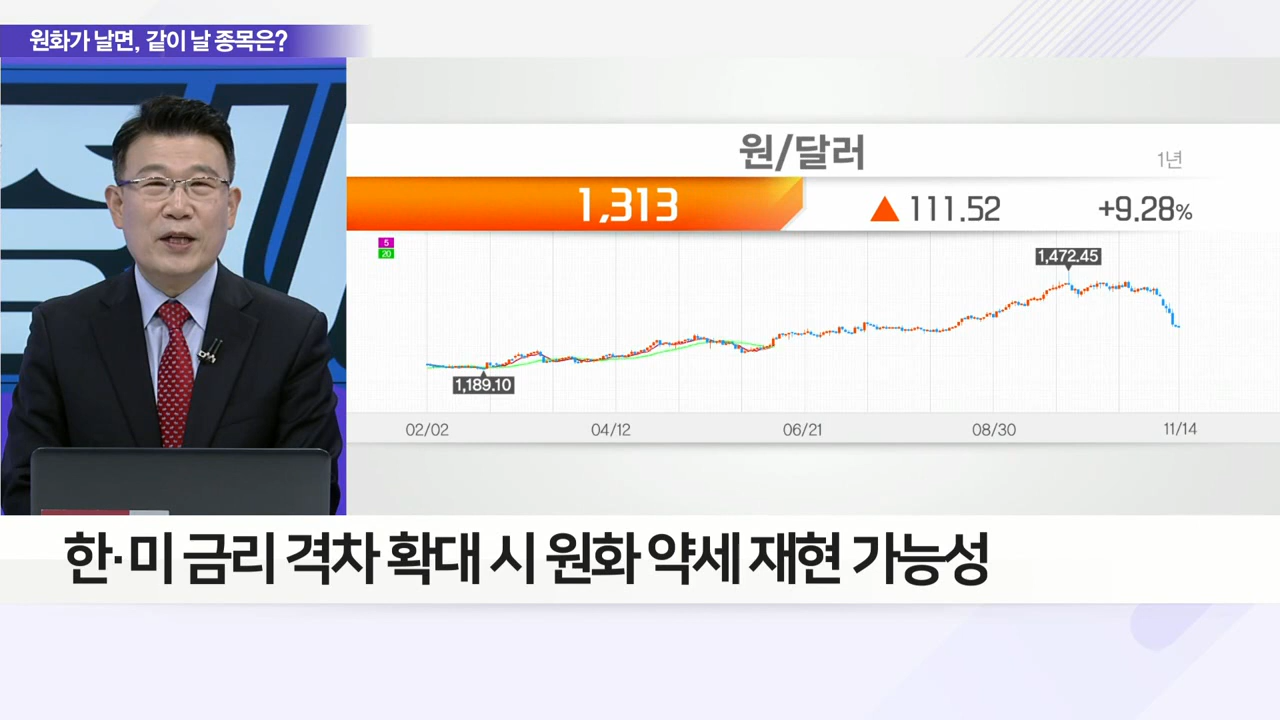 원화가 날면, 같이 날 종목은?
원/달러
1년
1,313 ▲ 111.52 +9.28%
5
20
1,472.45
1,189.10
02/02 04/12 06/21 08/30 11/14
한·미 금리 격차 확대 시 원화 약세 재현 가능성